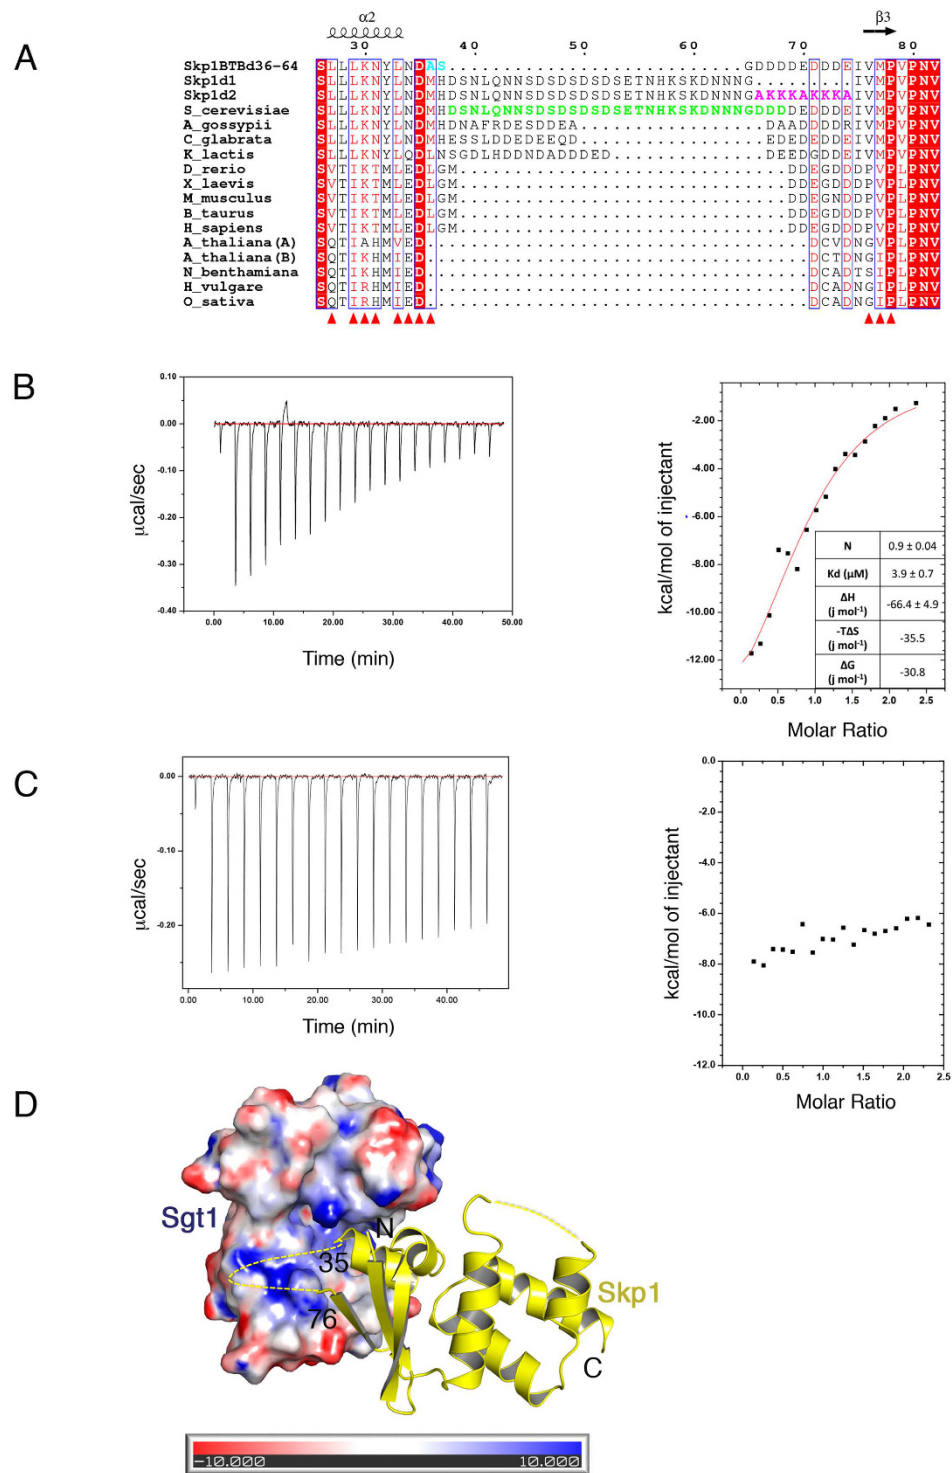 A
α2
β3
30 40 50 60 70 80
Skp1BTBd36-64 SLLLKNYLNDAS............................GDDDDEDDDEIVMPVPNV
Skp1d1 SLLLKNYLNDMHDSNLQNNSDSDSDSDSETNHKSKDNNNG..........IVMPVPNV
Skp1d2 SLLLKNYLNDMHDSNLQNNSDSDSDSDSETNHKSKDNNNGAKKKAKKKAIVMPVPNV
S_cerevisiae SLLLKNYLNDMHDSNLQNNSDSDSDSDSETNHKSKDNNNGDDDDEDDDEIVMPVPNV
A_gossypii SLLLKNYLNDMHDNAFRDESDDEA.................DAADDDRIVMPVPNV
C_glabrata SLLLKNYLNDMHESSLDDEDEEQD.................DDEDDDEIVMPVPNV
K_lactis SLLLKNYLQDLNSGDLHDDNDADDDED..............DEEDGDDEIVMPVPNV
D_rerio SVTIKTMLEDLGM..............................DDEGDDDPVPLPNV
X_laevis SVTIKTMLEDLGM..............................DDEGDDDPVPLPNV
M_musculus SVTIKTMLEDLGM..............................DDEGNDDPVPLPNV
B_taurus SVTIKTMLEDLGM..............................DDEGDDDPVPLPNV
H_sapiens SVTIKTMLEDLGM..............................DDEGDDDPVPLPNV
A_thaliana(A) SQTIAHMVED...................................DCVDNGVPLPNV
A_thaliana(B) SQTIKHMIED...................................DCTDNGIPLPNV
N_benthamiana SQTIKHMIED...................................DCADTSIPLPNV
H_vulgare SQTIRHMIED...................................DCADNGIPLPNV
O_sativa SQTIRHMIED...................................DCADNGIPLPNV
B
μcal/sec
0.10
0.00
-0.10
-0.20
-0.30
-0.40
0.00 10.00 20.00 30.00 40.00 50.00
Time (min)
kcal/mol of injectant
-2.00
-4.00
-6.00
-8.00
-10.00
-12.00
N 0.9 ± 0.04
Kd (μM) 3.9 ± 0.7
ΔH (j mol⁻¹) -66.4 ± 4.9
-TΔS (j mol⁻¹) -35.5
ΔG (j mol⁻¹) -30.8
0.0 0.5 1.0 1.5 2.0 2.5
Molar Ratio
C
μcal/sec
0.00
-0.10
-0.20
0.00 10.00 20.00 30.00 40.00
Time (min)
kcal/mol of injectant
0.0
-2.0
-4.0
-6.0
-8.0
-10.0
-12.0
0.0 0.5 1.0 1.5 2.0 2.5
Molar Ratio
D
Sgt1
N
35
76
Skp1
C
-10.000 10.000